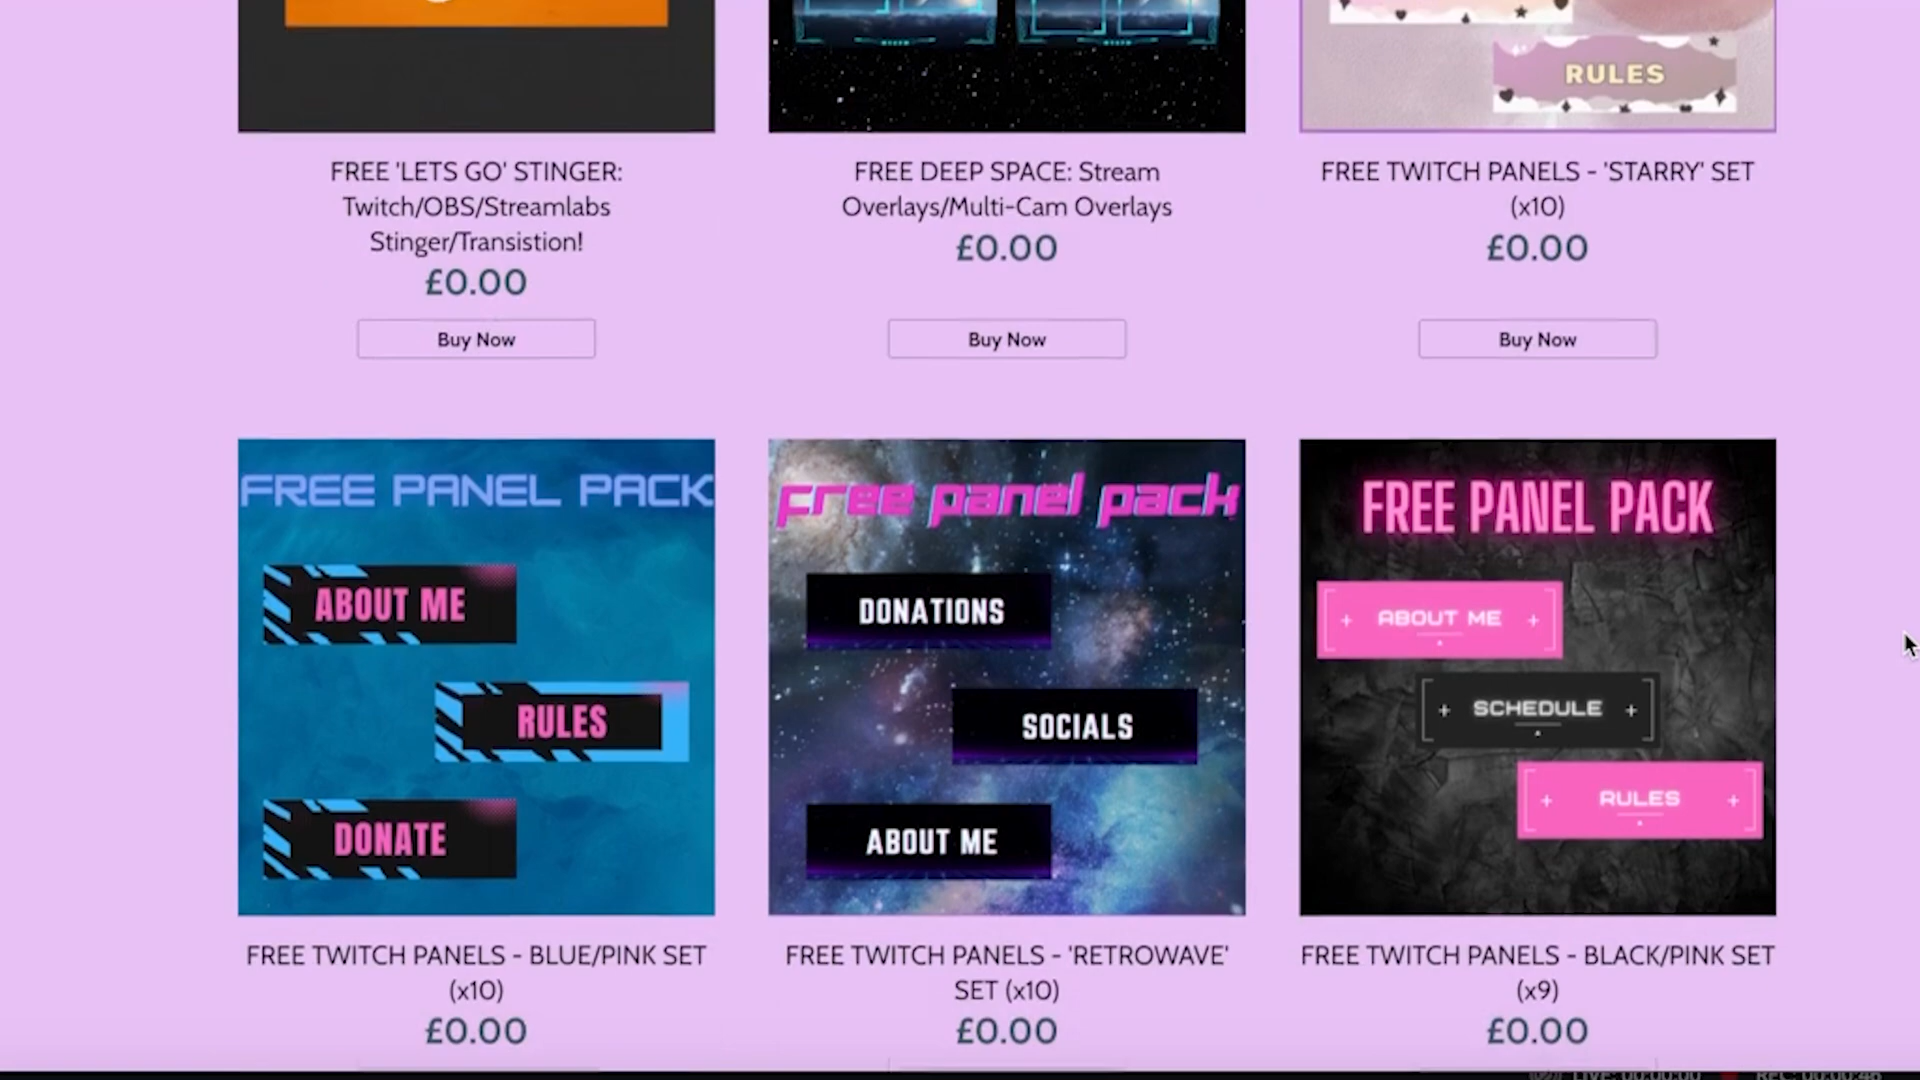 RULES
FREE 'LETS GO' STINGER:
Twitch/OBS/Streamlabs
Stinger/Transistion!
£0.00
Buy Now
FREE DEEP SPACE: Stream
Overlays/Multi-Cam Overlays
£0.00
Buy Now
FREE TWITCH PANELS - 'STARRY' SET
(x10)
£0.00
Buy Now
FREE PANEL PACK
ABOUT ME
RULES
DONATE
FREE TWITCH PANELS - BLUE/PINK SET
(x10)
£0.00
Free panel pack
DONATIONS
SOCIALS
ABOUT ME
FREE TWITCH PANELS - 'RETROWAVE'
SET (x10)
£0.00
FREE PANEL PACK
ABOUT ME
SCHEDULE
RULES
FREE TWITCH PANELS - BLACK/PINK SET
(x9)
£0.00